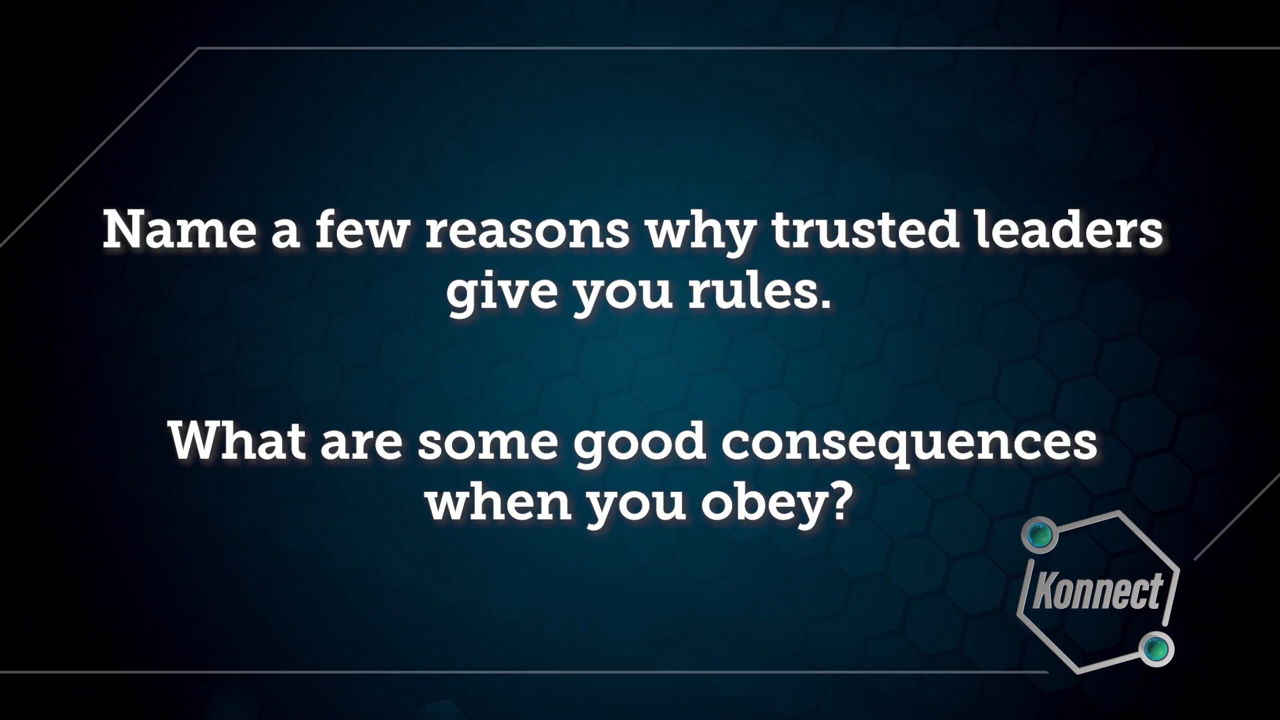 Name a few reasons why trusted leaders
give you rules.
What are some good consequences
when you obey?
Konnect